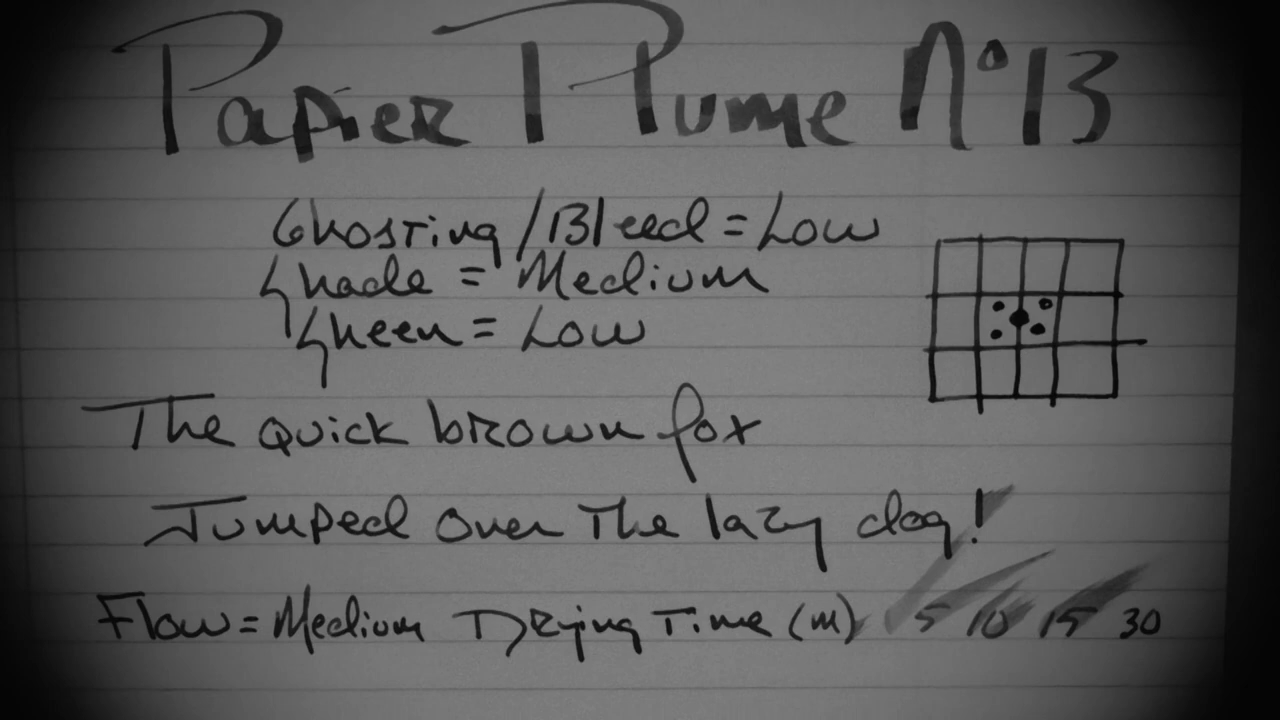 Papier Plume N°13
Ghosting/Bleed = Low
Shade = Medium
Sheen = Low
The quick brown fox
Jumped over The lazy dog!
Flow = Medium Drying Time (m) 5 10 15 30